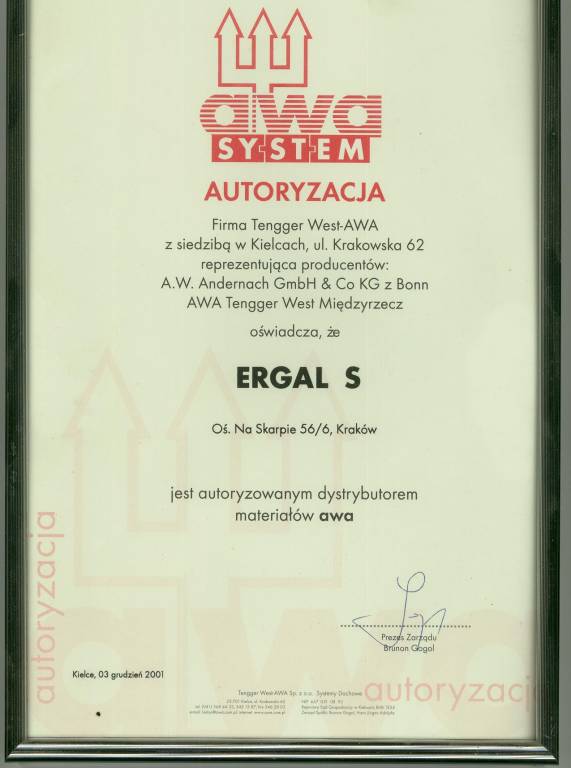 awa
SYSTEM
AUTORYZACJA
Firma Tengger West-AWA
z siedzibą w Kielcach, ul. Krakowska 62
reprezentująca producentów:
A.W. Andernach GmbH & Co KG z Bonn
AWA Tengger West Międzyrzecz
oświadcza, że
ERGAL S
Oś. Na Skarpie 56/6, Kraków
jest autoryzowanym dystrybutorem
materiałów awa
autoryzacja
Prezes Zarządu
Brunon Gogol
Kielce, 03 grudzień 2001
awa
autoryzacja
Tengger West-AWA Sp. z o.o. Systemy Dachowe